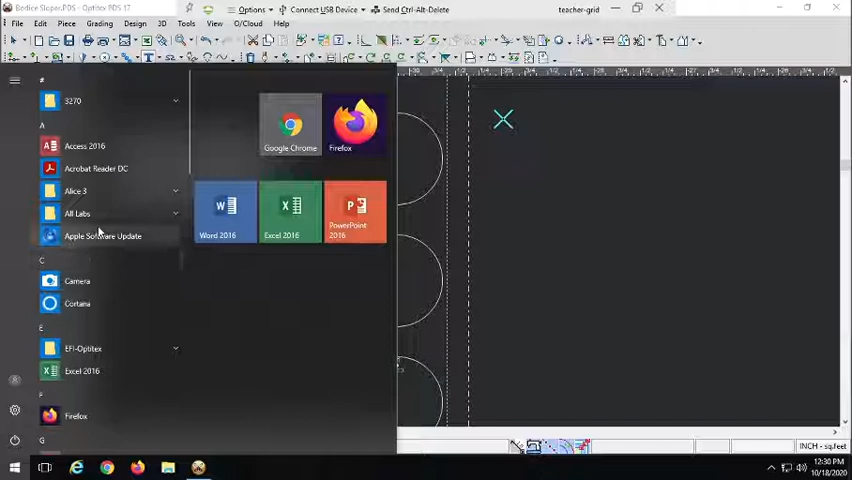 Bodice Sloper.PDS - Optitex PDS 17
Options
Connect USB Device
Send Ctrl-Alt-Delete
teacher-grid
File Edit Piece Grading Design 3D Tools View O/Cloud Help
#
3270
A
Access 2016
Acrobat Reader DC
Alice 3
All Labs
Apple Software Update
C
Camera
Cortana
E
EFI-Optitex
Excel 2016
F
Firefox
G
Google Chrome
Firefox
Word 2016
Excel 2016
PowerPoint
2016
INCH - sq.feet
12:30 PM
10/18/2020